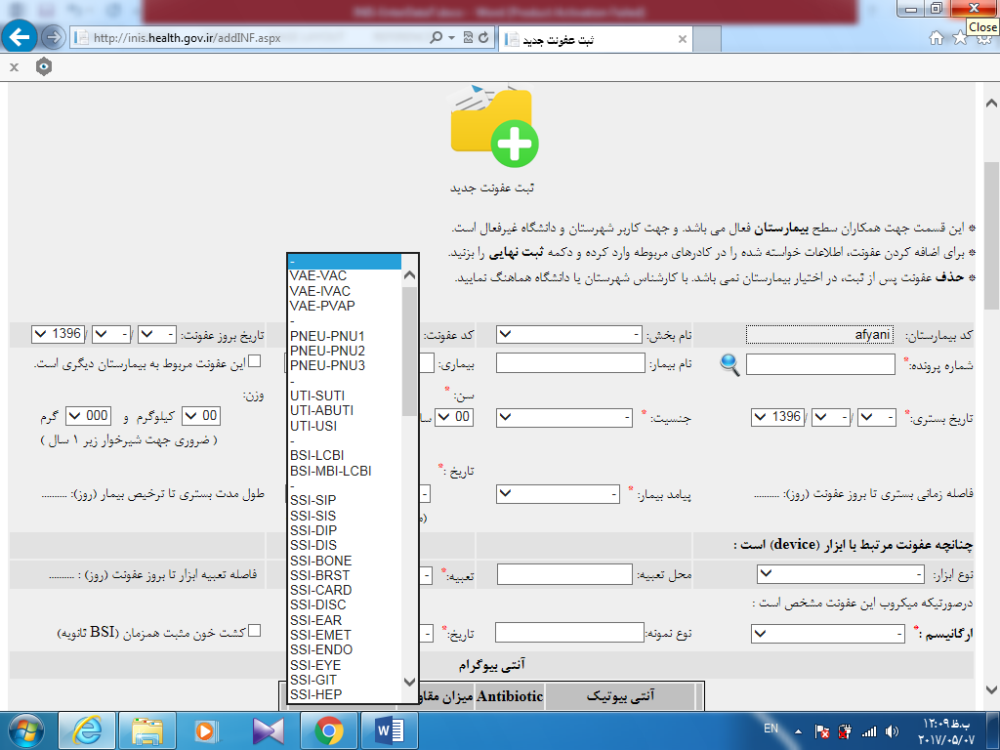 INIS-EntesDataT.docx - Word (Product Activation Failed)
Close
http://inis.health.gov.ir/addINF.aspx
ثبت عفونت جدید
x
ثبت عفونت جدید
* این قسمت جهت همکاران سطح بیمارستان فعال می باشد. و جهت کاربر شهرستان و دانشگاه غیرفعال است.
* برای اضافه کردن عفونت، اطلاعات خواسته شده را در کادرهای مربوطه وارد کرده و دکمه ثبت نهایی را بزنید.
* حذف عفونت پس از ثبت، در اختیار بیمارستان نمی باشد. با کارشناس شهرستان یا دانشگاه هماهنگ نمایید.
کد بیمارستان: afyani نام بخش: - کد عفونت: تاریخ بروز عفونت: - / - / 1396
شماره پرونده:* نام بیمار: بیماری: این عفونت مربوط به بیمارستان دیگری است.
تاریخ بستری:* - / - / 1396 جنسیت: * - سن: * 00 سا وزن: 00 کیلوگرم و 000 گرم
( ضروری جهت شیرخوار زیر ۱ سال )
فاصله زمانی بستری تا بروز عفونت (روز): .......... پیامد بیمار: * - تاریخ :* - طول مدت بستری تا ترخیص بیمار (روز): ..........
چنانچه عفونت مرتبط با ابزار (device) است :
نوع ابزار: - محل تعبیه: تعبیه:* - فاصله تعبیه ابزار تا بروز عفونت (روز) : ..........
درصورتیکه میکروب این عفونت مشخص است :
ارگانیسم :* - نوع نمونه: تاریخ:* - کشت خون مثبت همزمان (BSI ثانویه)
آنتی بیوگرام
آنتی بیوتیک Antibiotic میزان مقاو
-
VAE-VAC
VAE-IVAC
VAE-PVAP
-
PNEU-PNU1
PNEU-PNU2
PNEU-PNU3
-
UTI-SUTI
UTI-ABUTI
UTI-USI
-
BSI-LCBI
BSI-MBI-LCBI
-
SSI-SIP
SSI-SIS
SSI-DIP
SSI-DIS
SSI-BONE
SSI-BRST
SSI-CARD
SSI-DISC
SSI-EAR
SSI-EMET
SSI-ENDO
SSI-EYE
SSI-GIT
SSI-HEP
EN
ب.ظ ۱۲:۰۹
۲۰۱۷/۰۵/۰۷